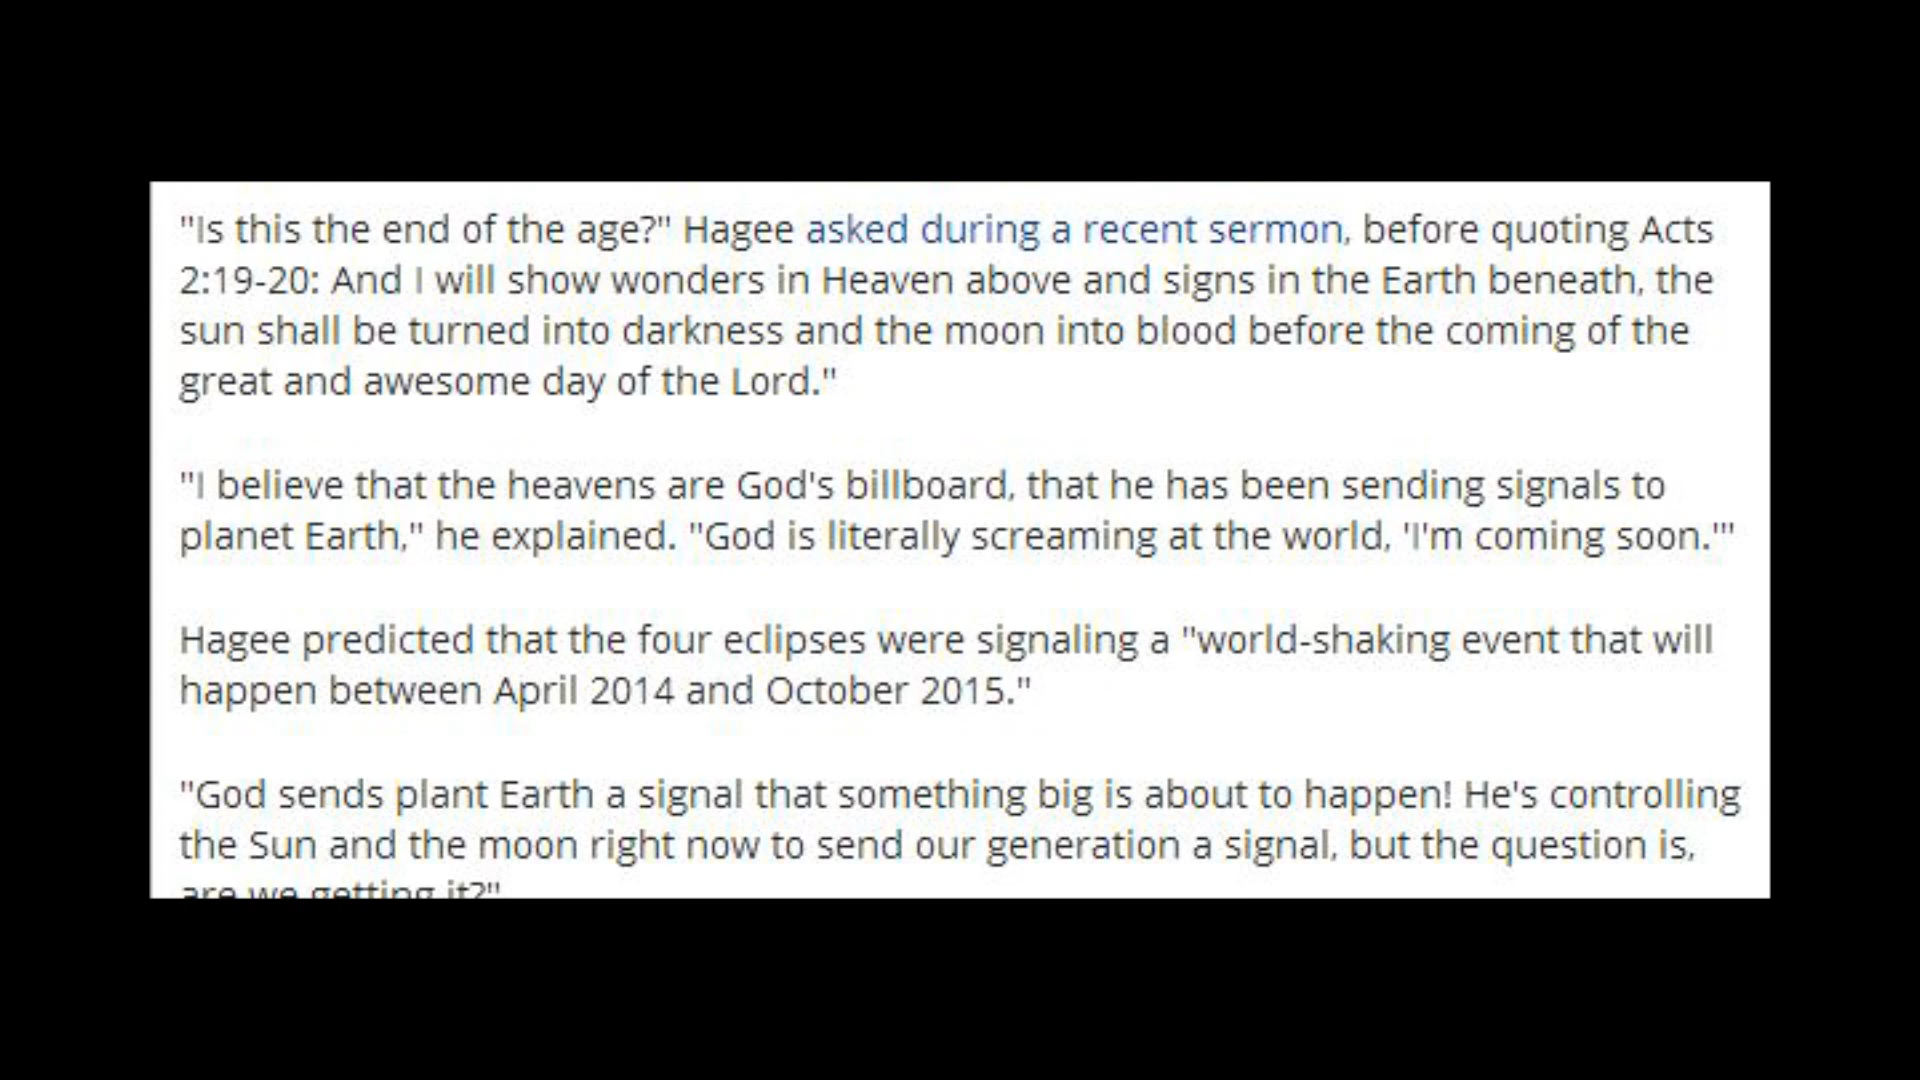 "Is this the end of the age?" Hagee asked during a recent sermon, before quoting Acts
2:19-20: And I will show wonders in Heaven above and signs in the Earth beneath, the
sun shall be turned into darkness and the moon into blood before the coming of the
great and awesome day of the Lord."
"I believe that the heavens are God's billboard, that he has been sending signals to
planet Earth," he explained. "God is literally screaming at the world, 'I'm coming soon.'"
Hagee predicted that the four eclipses were signaling a "world-shaking event that will
happen between April 2014 and October 2015."
"God sends plant Earth a signal that something big is about to happen! He's controlling
the Sun and the moon right now to send our generation a signal, but the question is,
are we getting it?"